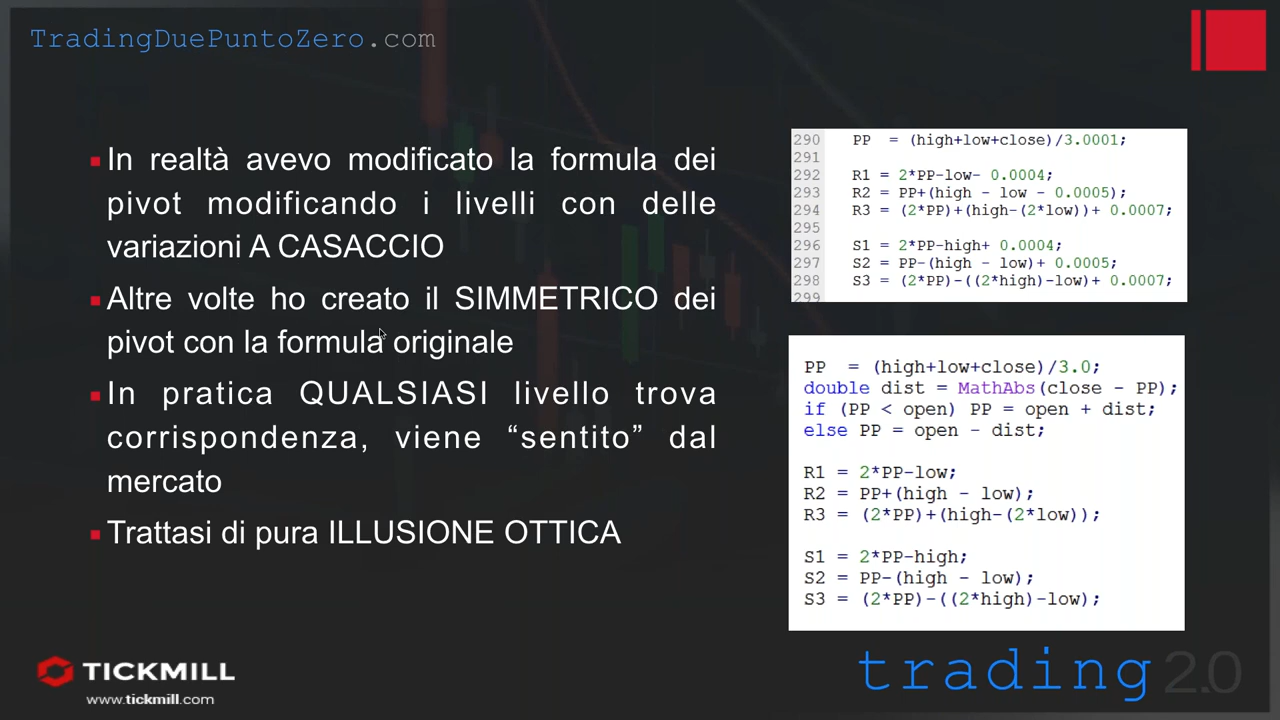 TradingDuePuntoZero.com
In realtà avevo modificato la formula dei
pivot modificando i livelli con delle
variazioni A CASACCIO
Altre volte ho creato il SIMMETRICO dei
pivot con la formula originale
In pratica QUALSIASI livello trova
corrispondenza, viene “sentito” dal
mercato
Trattasi di pura ILLUSIONE OTTICA
290 PP = (high+low+close)/3.0001;
291
292 R1 = 2*PP-low- 0.0004;
293 R2 = PP+(high - low - 0.0005);
294 R3 = (2*PP)+(high-(2*low))+ 0.0007;
295
296 S1 = 2*PP-high+ 0.0004;
297 S2 = PP-(high - low)+ 0.0005;
298 S3 = (2*PP)-((2*high)-low)+ 0.0007;
299
PP = (high+low+close)/3.0;
double dist = MathAbs(close - PP);
if (PP < open) PP = open + dist;
else PP = open - dist;
R1 = 2*PP-low;
R2 = PP+(high - low);
R3 = (2*PP)+(high-(2*low));
S1 = 2*PP-high;
S2 = PP-(high - low);
S3 = (2*PP)-((2*high)-low);
TICKMILL
www.tickmill.com
trading 2.0